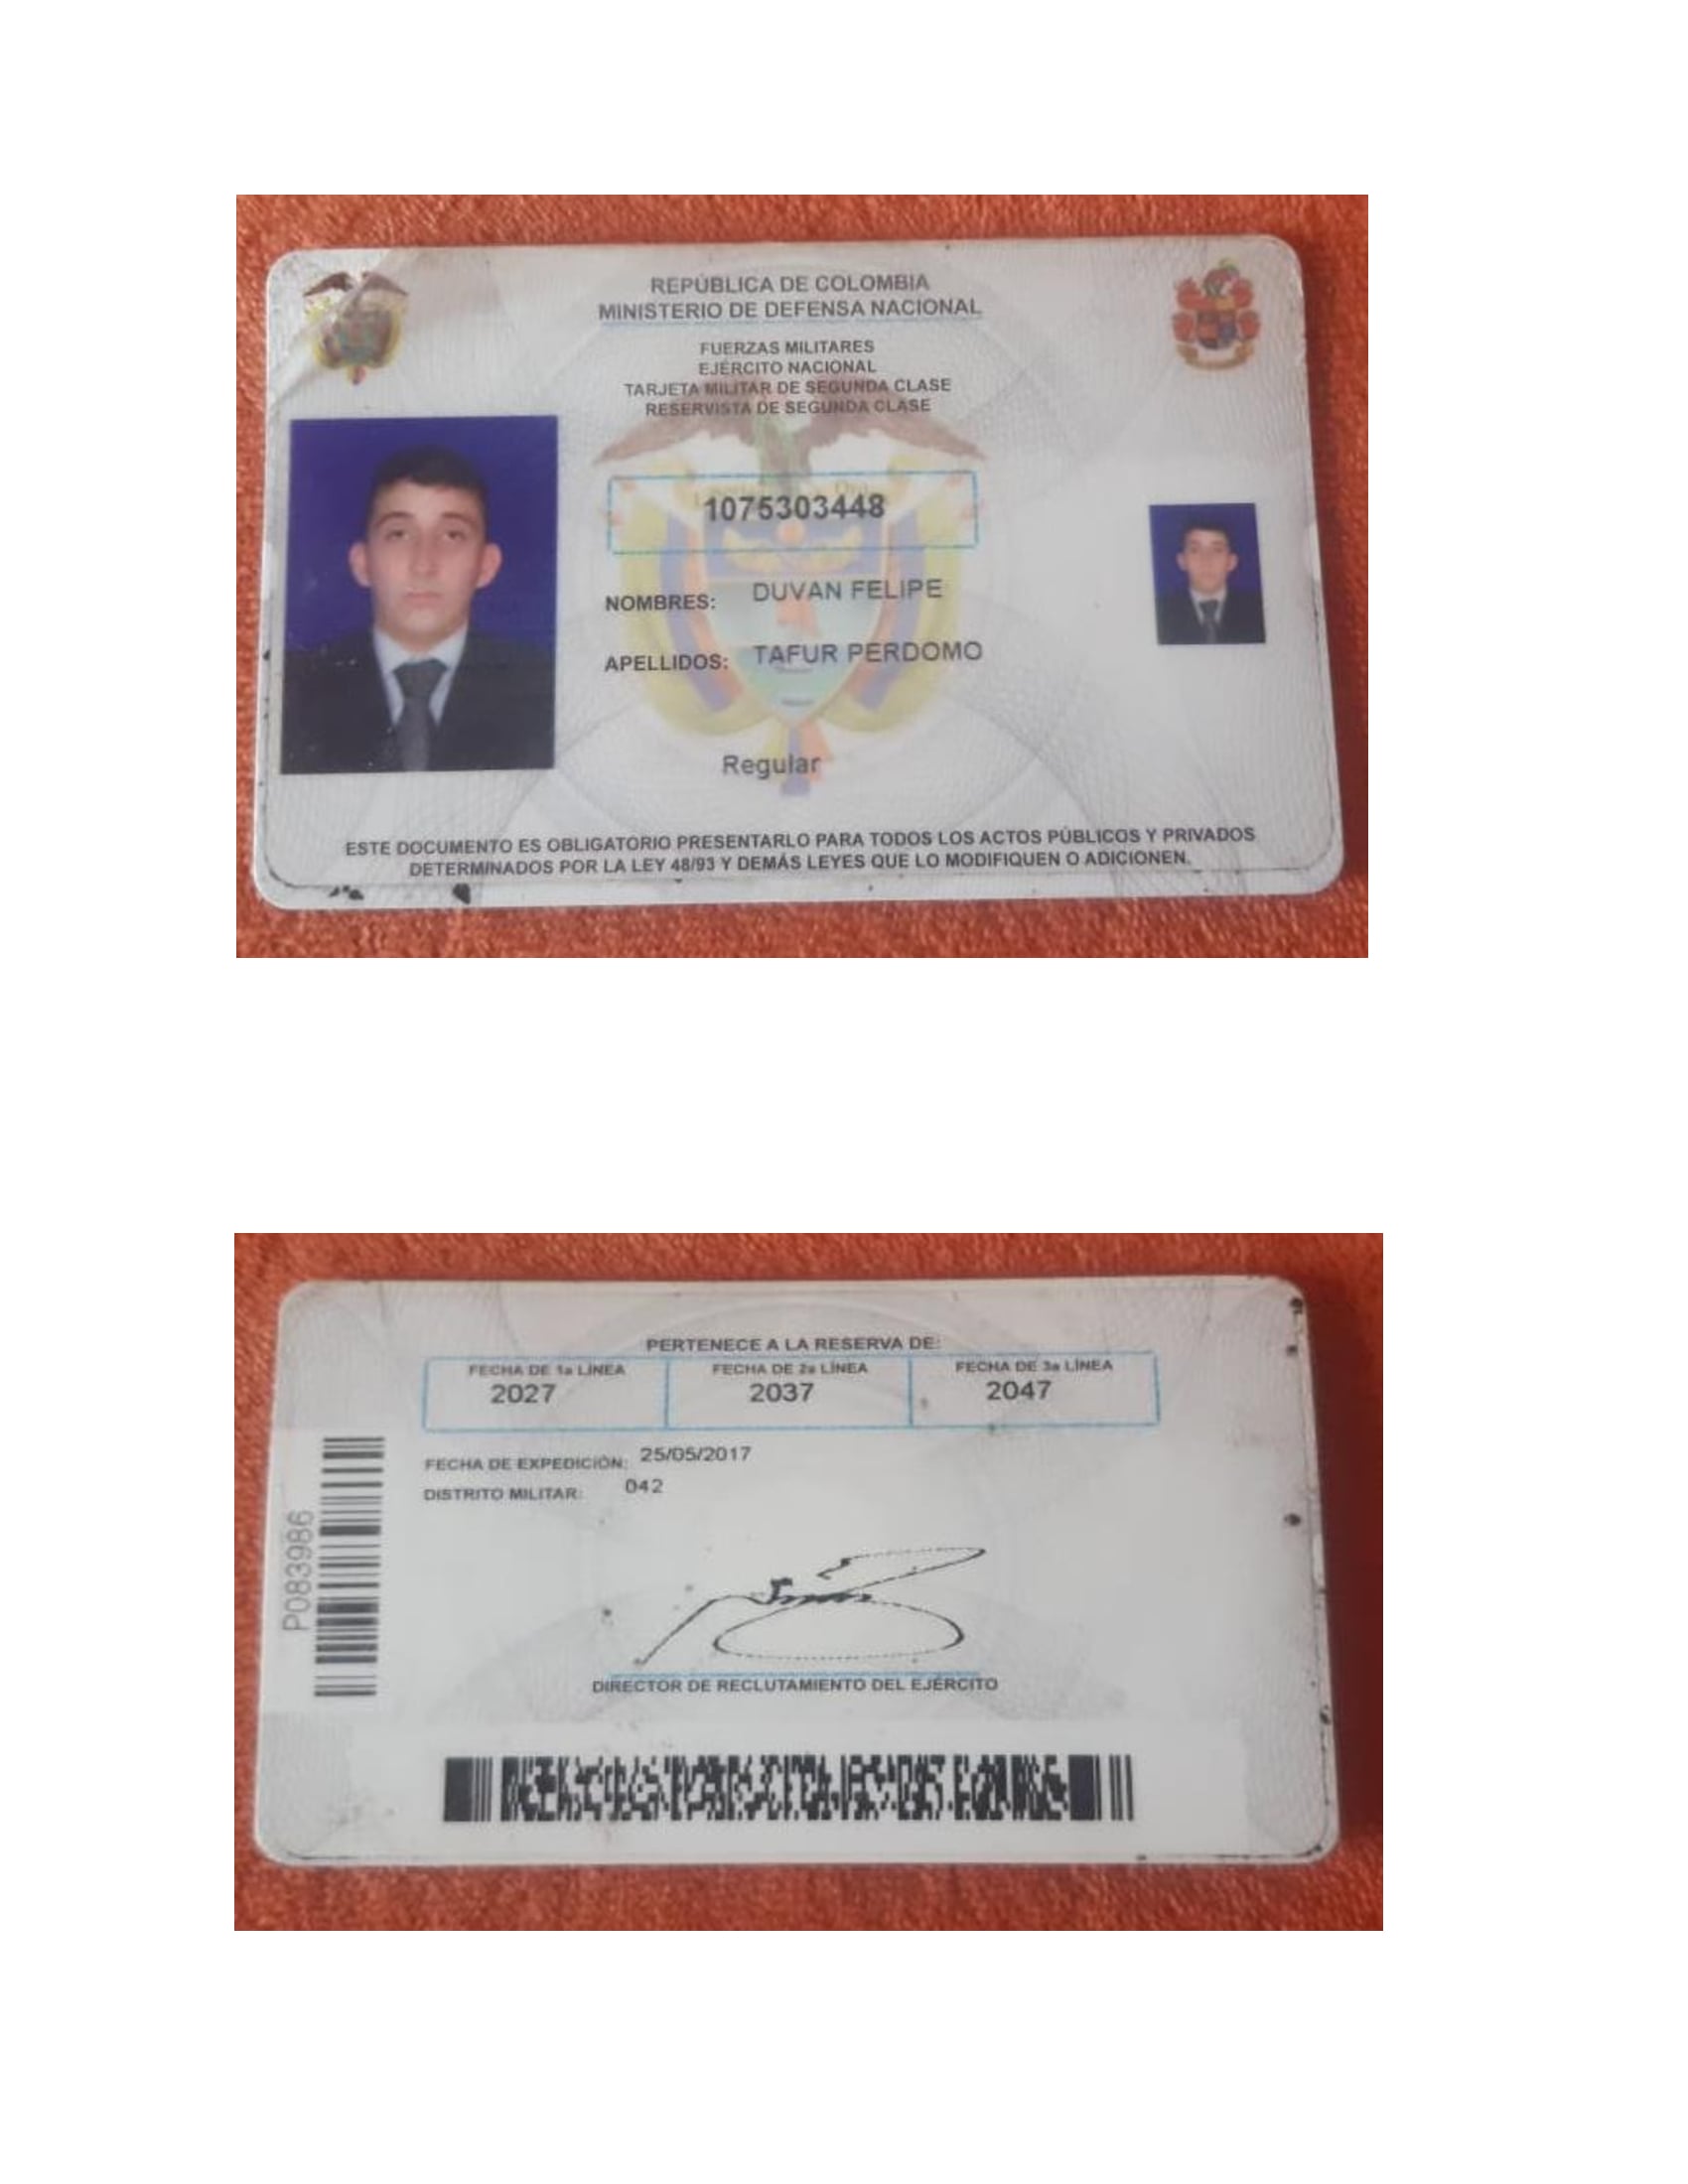 REPÚBLICA DE COLOMBIA
MINISTERIO DE DEFENSA NACIONAL
FUERZAS MILITARES
EJÉRCITO NACIONAL
TARJETA MILITAR DE SEGUNDA CLASE
RESERVISTA DE SEGUNDA CLASE
1075303448
NOMBRES: DUVAN FELIPE
APELLIDOS: TAFUR PERDOMO
Regular
ESTE DOCUMENTO ES OBLIGATORIO PRESENTARLO PARA TODOS LOS ACTOS PÚBLICOS Y PRIVADOS
DETERMINADOS POR LA LEY 48/93 Y DEMÁS LEYES QUE LO MODIFIQUEN O ADICIONEN.
PERTENECE A LA RESERVA DE:
FECHA DE 1a LÍNEA FECHA DE 2a LÍNEA FECHA DE 3a LÍNEA
2027 2037 2047
FECHA DE EXPEDICIÓN: 25/05/2017
DISTRITO MILITAR: 042
P083986
DIRECTOR DE RECLUTAMIENTO DEL EJÉRCITO